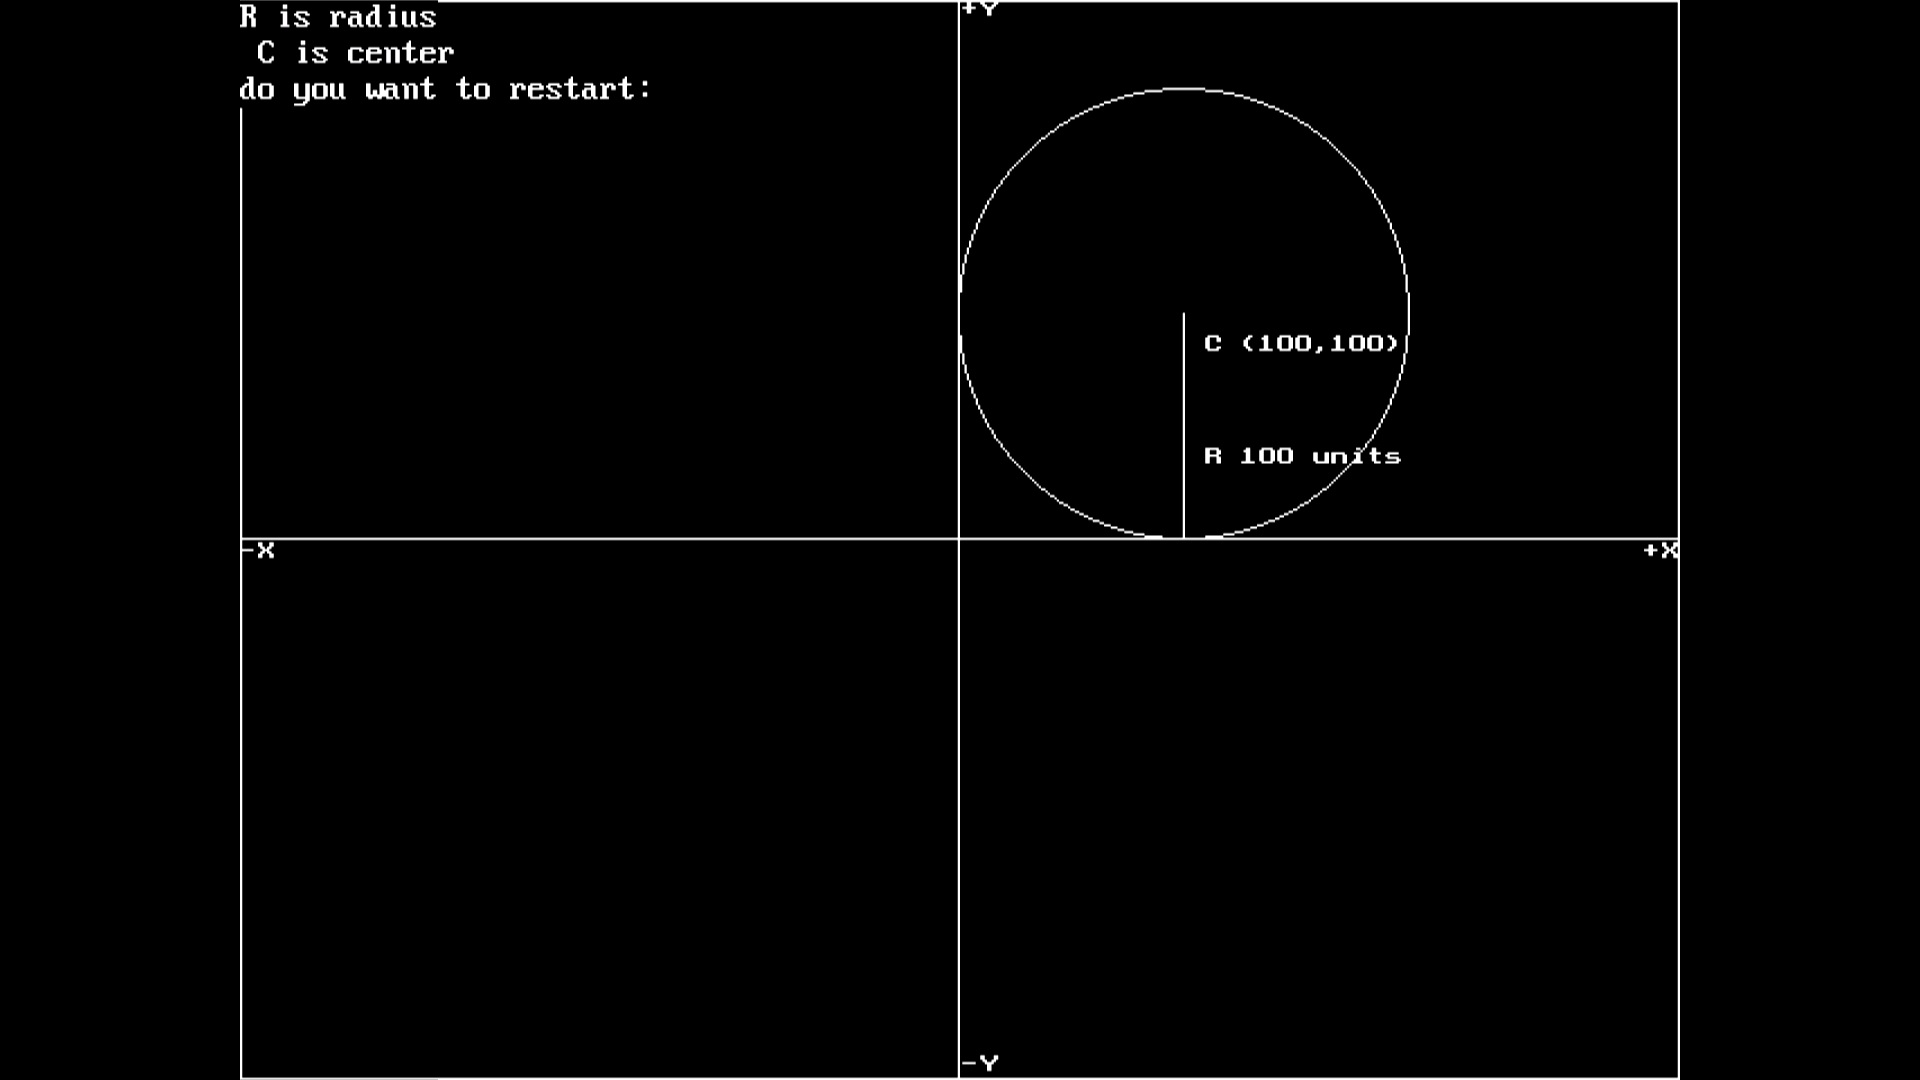 R is radius
C is center
do you want to restart:
+Y
C (100,100)
R 100 units
-X
+X
-Y